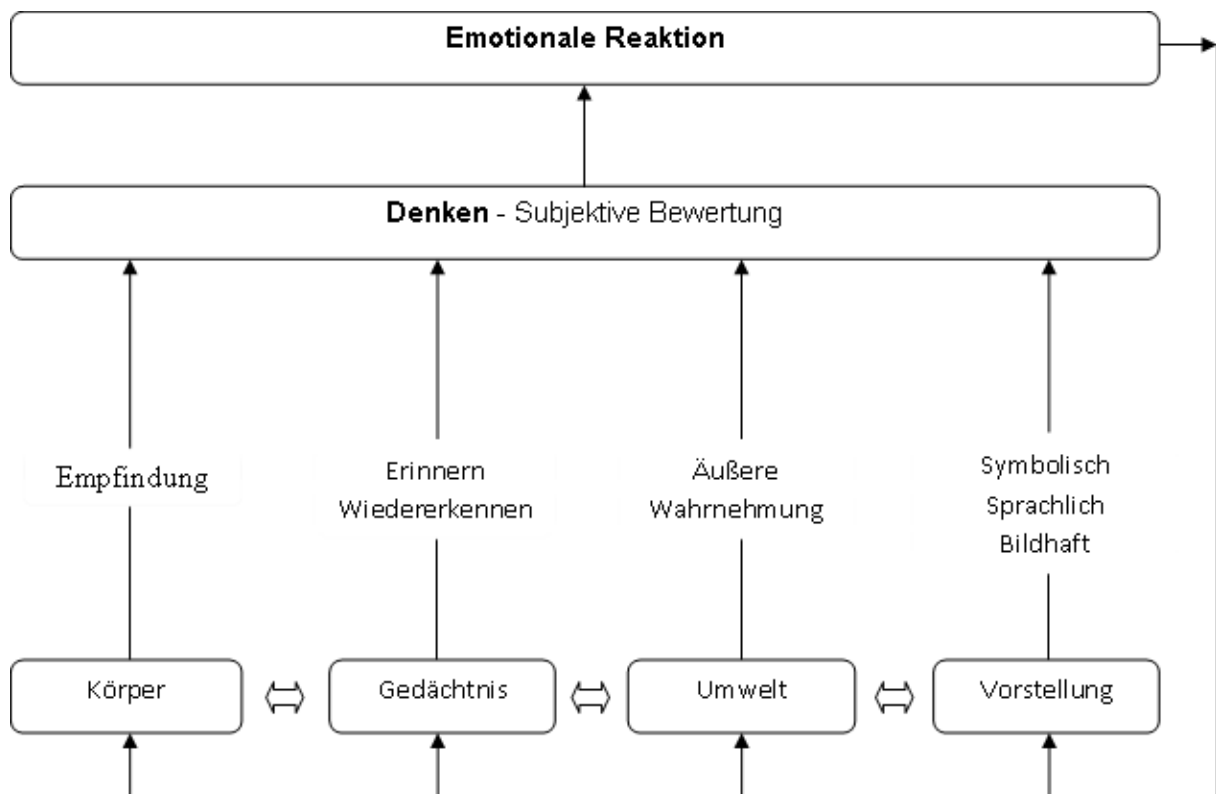 Emotionale Reaktion
Denken - Subjektive Bewertung
Empfindung
Erinnern
Wiedererkennen
Äußere
Wahrnehmung
Symbolisch
Sprachlich
Bildhaft
Körper
Gedächtnis
Umwelt
Vorstellung